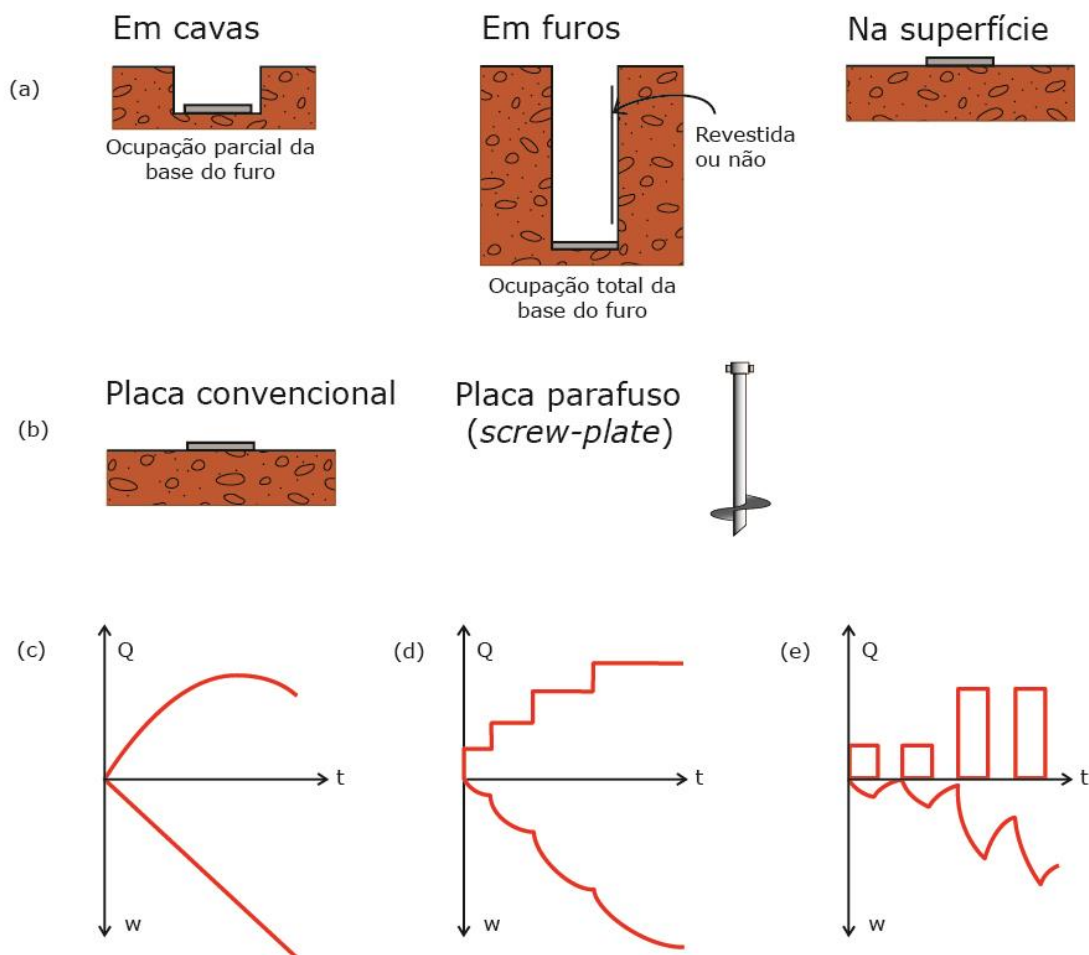 Em cavas
Em furos
Na superfície
(a)
Ocupação parcial da
base do furo
Revestida
ou não
Ocupação total da
base do furo
(b)
Placa convencional
Placa parafuso
(screw-plate)
(c)
Q
t
w
(d)
Q
t
w
(e)
Q
t
w